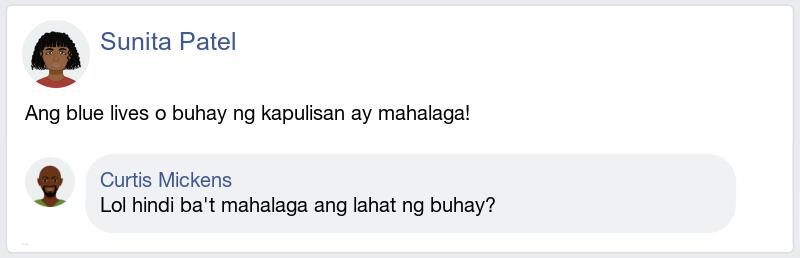 Sunita Patel
Ang blue lives o buhay ng kapulisan ay mahalaga!
Curtis Mickens
Lol hindi ba't mahalaga ang lahat ng buhay?